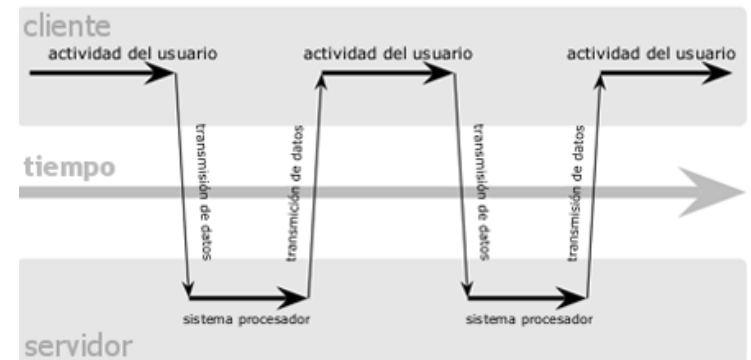 cliente
actividad del usuario
actividad del usuario
actividad del usuario
transmisión de datos
transmición de datos
transmisión de datos
transmisión de datos
tiempo
sistema procesador
sistema procesador
servidor